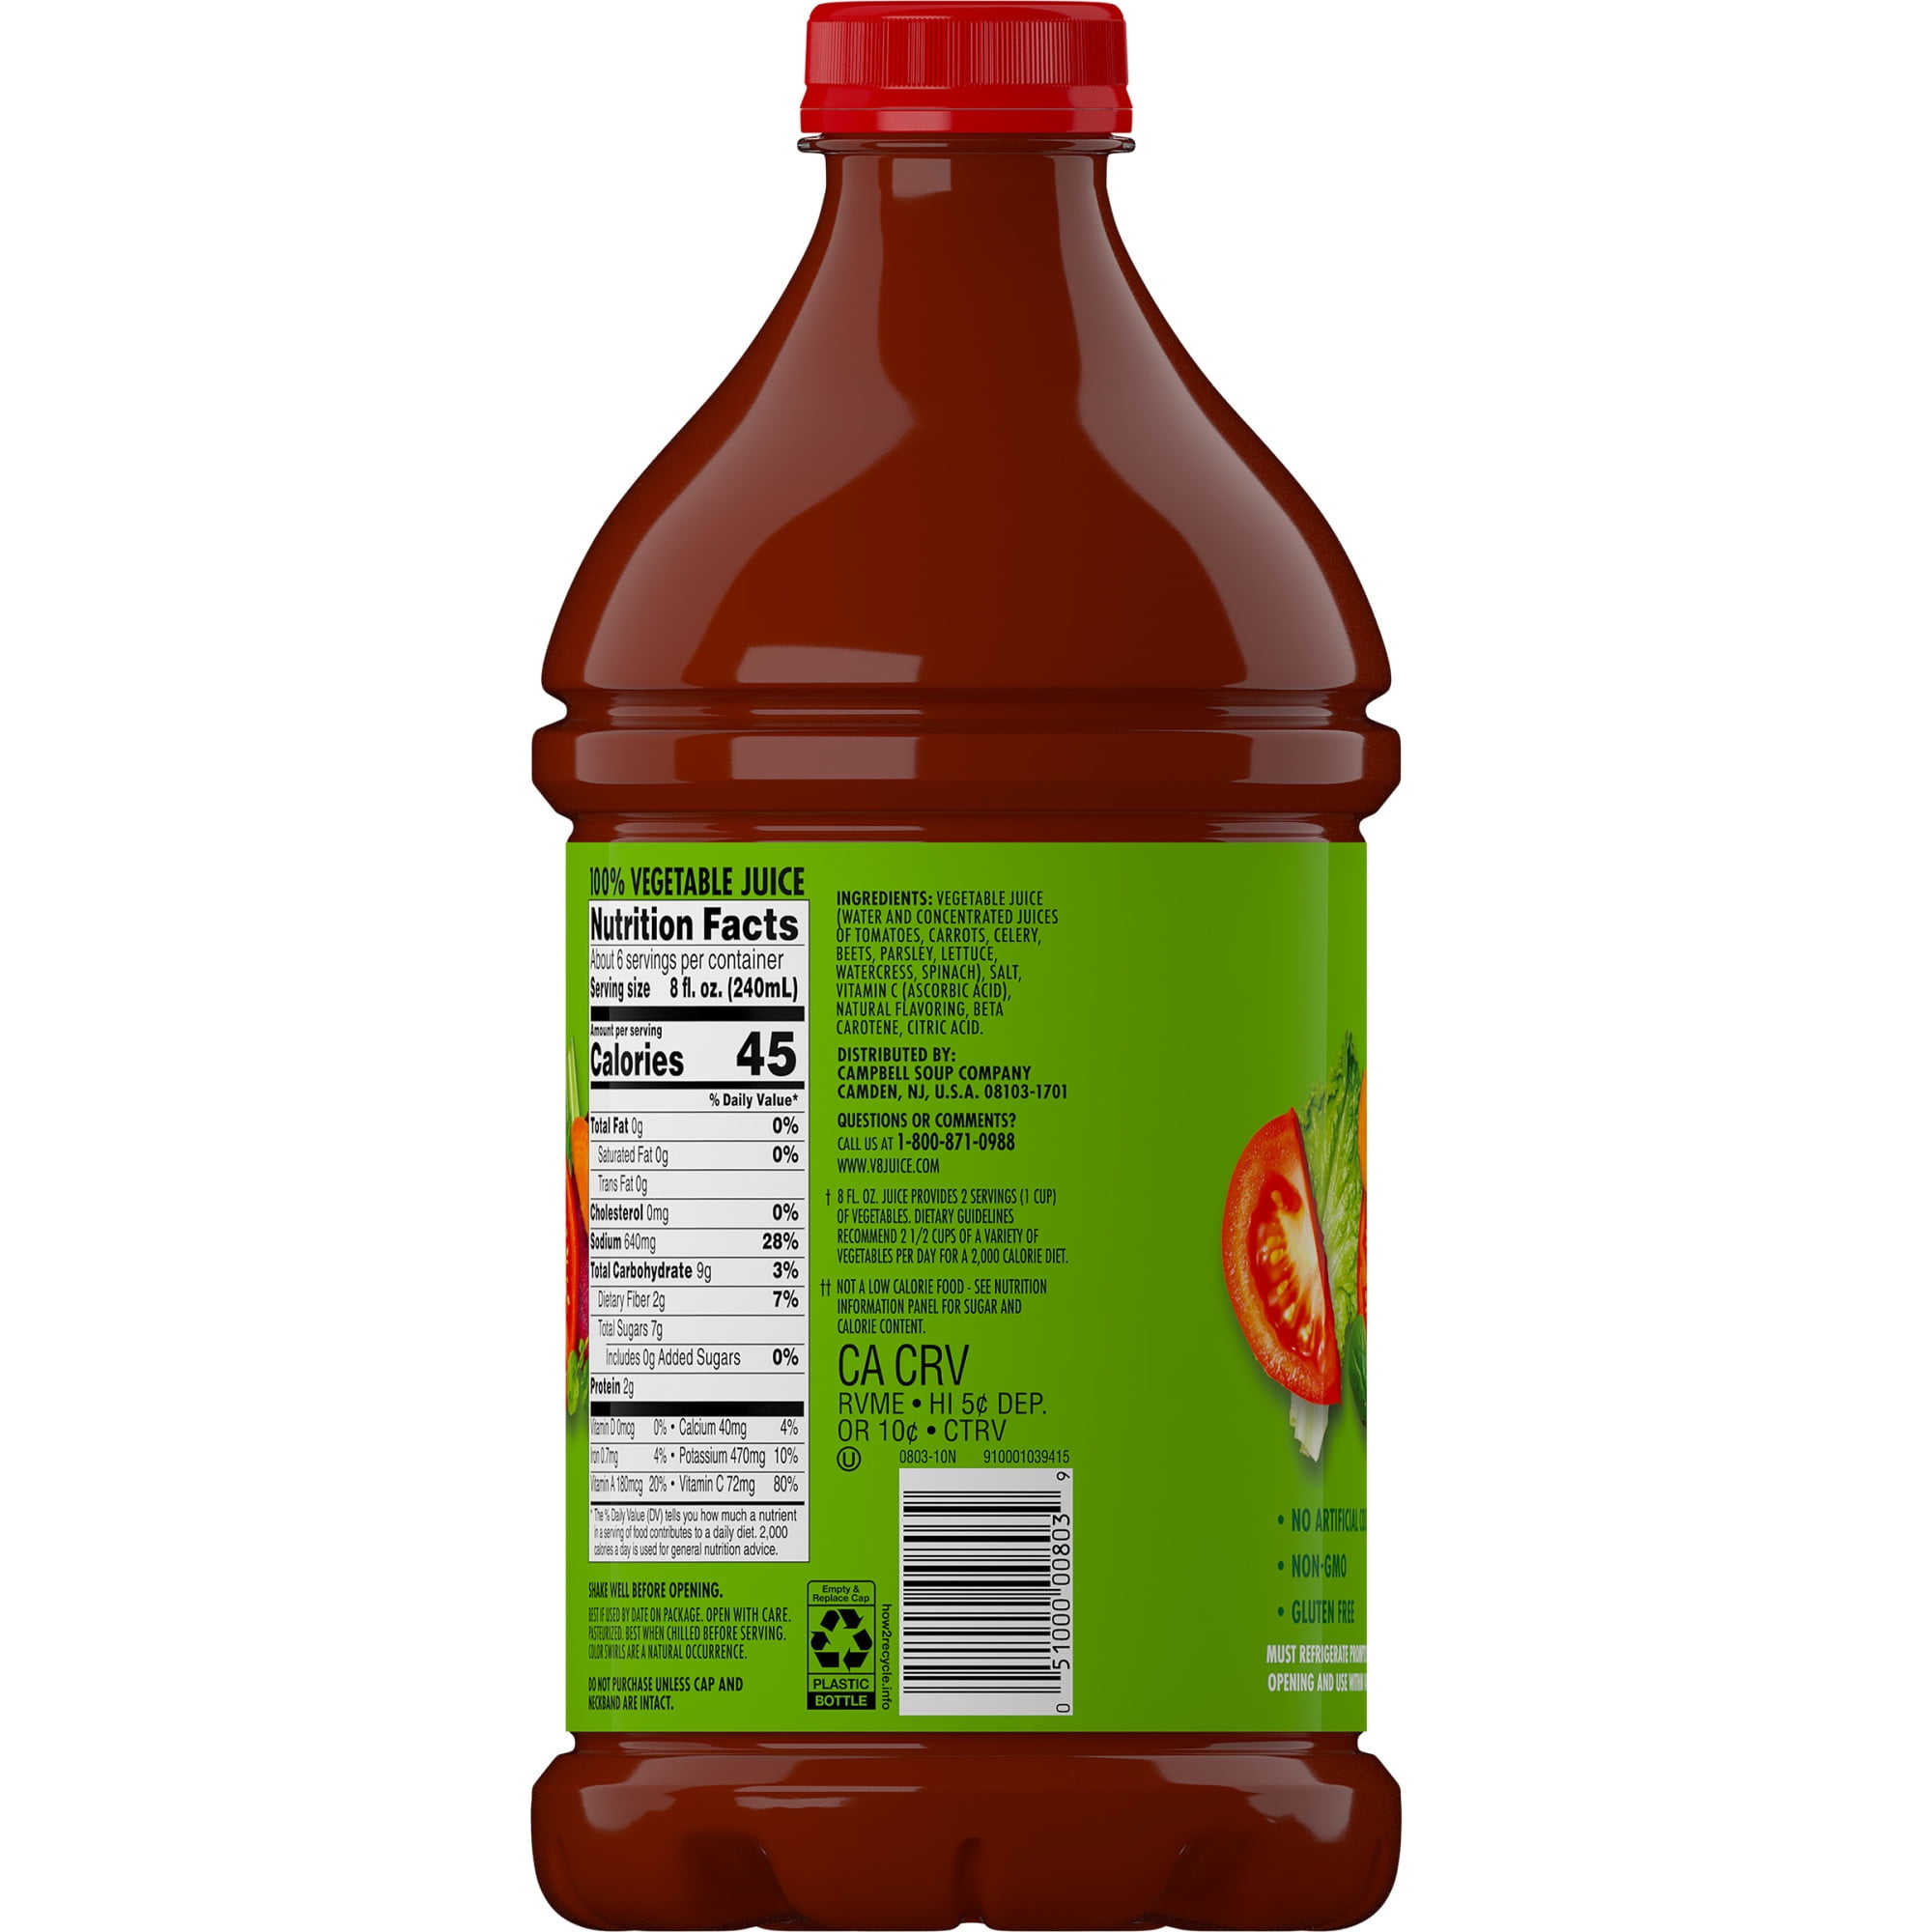 100% VEGETABLE JUICE
Nutrition Facts
About 6 servings per container
Serving size 8 fl. oz. (240mL)
Amount per serving
Calories 45
% Daily Value*
Total Fat 0g 0%
Saturated Fat 0g 0%
Trans Fat 0g
Cholesterol 0mg 0%
Sodium 640mg 28%
Total Carbohydrate 9g 3%
Dietary Fiber 2g 7%
Total Sugars 7g
Includes 0g Added Sugars 0%
Protein 2g
Vitamin D 0mcg 0% • Calcium 40mg 4%
Iron 0.7mg 4% • Potassium 470mg 10%
Vitamin A 180mcg 20% • Vitamin C 72mg 80%
* The % Daily Value (DV) tells you how much a nutrient
in a serving of food contributes to a daily diet. 2,000
calories a day is used for general nutrition advice.
SHAKE WELL BEFORE OPENING.
BEST IF USED BY DATE ON PACKAGE. OPEN WITH CARE.
PASTEURIZED. BEST WHEN CHILLED BEFORE SERVING.
COLOR SWIRLS ARE A NATURAL OCCURRENCE.
DO NOT PURCHASE UNLESS CAP AND
NECKBAND ARE INTACT.
INGREDIENTS: VEGETABLE JUICE
(WATER AND CONCENTRATED JUICES
OF TOMATOES, CARROTS, CELERY,
BEETS, PARSLEY, LETTUCE,
WATERCRESS, SPINACH), SALT,
VITAMIN C (ASCORBIC ACID),
NATURAL FLAVORING, BETA
CAROTENE, CITRIC ACID.
DISTRIBUTED BY:
CAMPBELL SOUP COMPANY
CAMDEN, NJ, U.S.A. 08103-1701
QUESTIONS OR COMMENTS?
CALL US AT 1-800-871-0988
WWW.V8JUICE.COM
† 8 FL. OZ. JUICE PROVIDES 2 SERVINGS (1 CUP)
OF VEGETABLES. DIETARY GUIDELINES
RECOMMEND 2 1/2 CUPS OF A VARIETY OF
VEGETABLES PER DAY FOR A 2,000 CALORIE DIET.
†† NOT A LOW CALORIE FOOD - SEE NUTRITION
INFORMATION PANEL FOR SUGAR AND
CALORIE CONTENT.
CA CRV
RVME • HI 5¢ DEP.
OR 10¢ • CTRV
U 0803-10N 910001039415
0 51000 00803 9
Empty &
Replace Cap
PLASTIC
BOTTLE
how2recycle.info
• NO ARTIFICIAL
• NON-GMO
• GLUTEN FREE
MUST REFRIGERATE
OPENING AND USE WITHIN